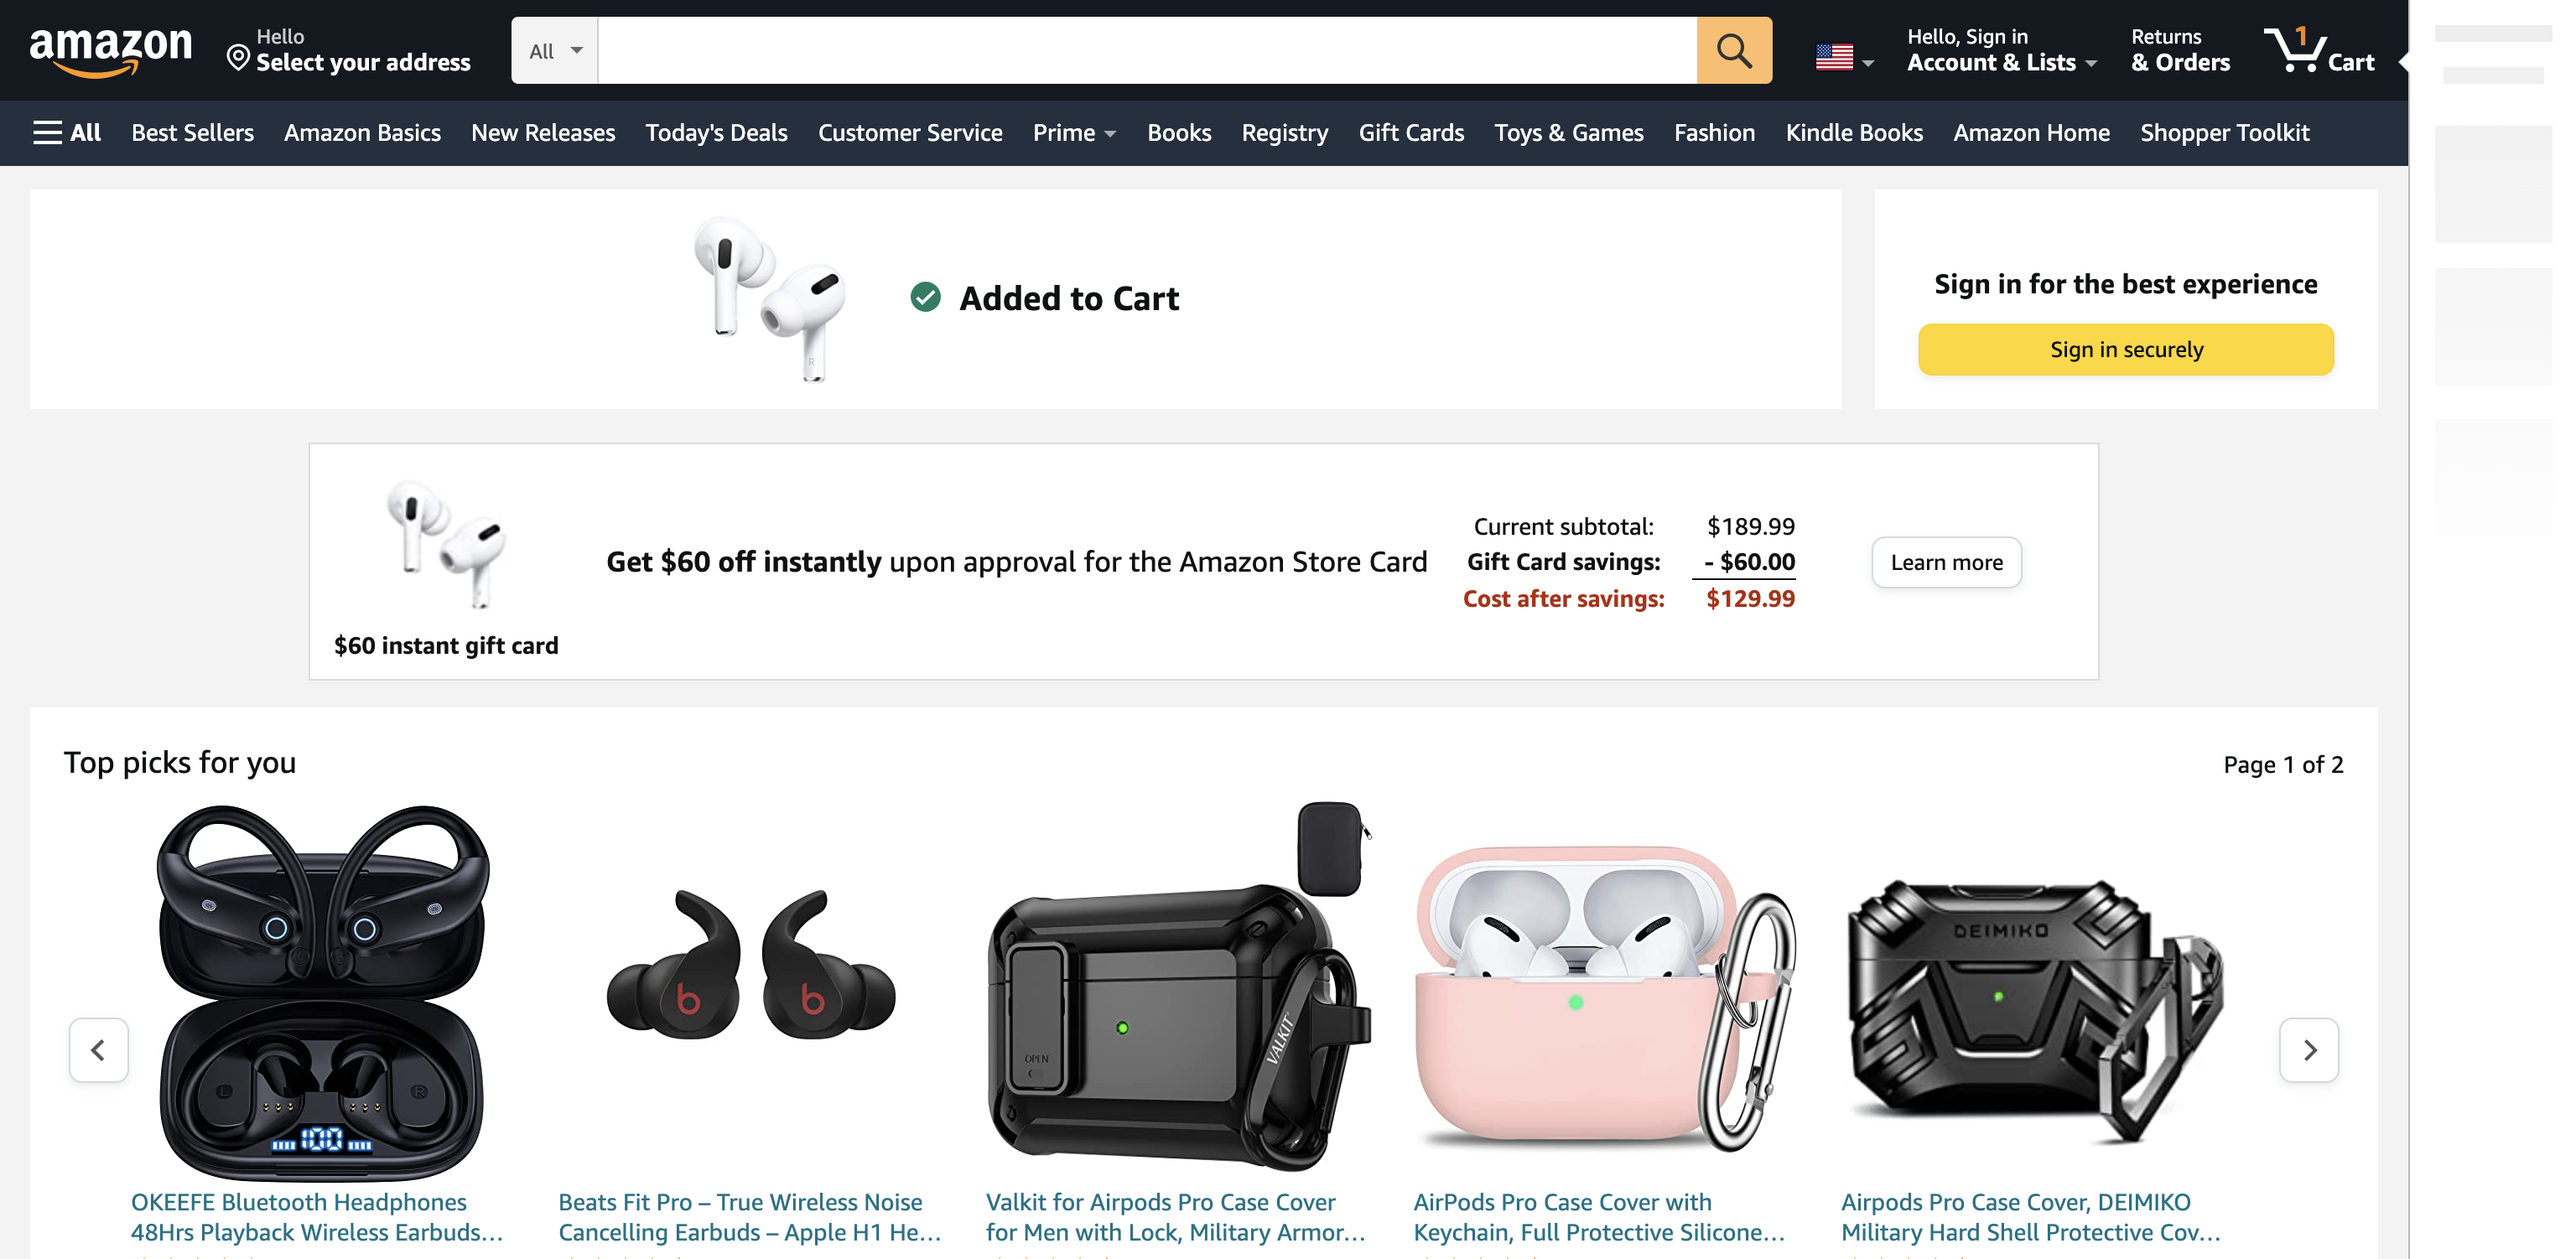 amazon
Hello
Select your address
All
Hello, Sign in
Account & Lists
Returns
& Orders
1
Cart
All
Best Sellers
Amazon Basics
New Releases
Today's Deals
Customer Service
Prime
Books
Registry
Gift Cards
Toys & Games
Fashion
Kindle Books
Amazon Home
Shopper Toolkit
R
Added to Cart
Sign in for the best experience
Sign in securely
$60 instant gift card
Get $60 off instantly upon approval for the Amazon Store Card
Current subtotal: $189.99
Gift Card savings: - $60.00
Cost after savings: $129.99
Learn more
Top picks for you
Page 1 of 2
L
R
100
b b
OPEN
VALKIT
DEIMIKO
OKEEFE Bluetooth Headphones
48Hrs Playback Wireless Earbuds…
Beats Fit Pro – True Wireless Noise
Cancelling Earbuds – Apple H1 He…
Valkit for Airpods Pro Case Cover
for Men with Lock, Military Armor…
AirPods Pro Case Cover with
Keychain, Full Protective Silicone…
Airpods Pro Case Cover, DEIMIKO
Military Hard Shell Protective Cov…